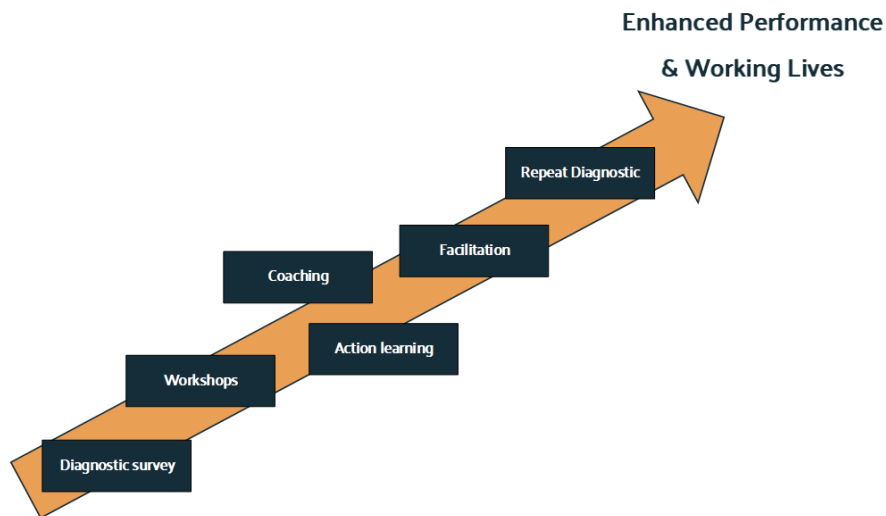 Enhanced Performance
& Working Lives
Repeat Diagnostic
Facilitation
Coaching
Action learning
Workshops
Diagnostic survey